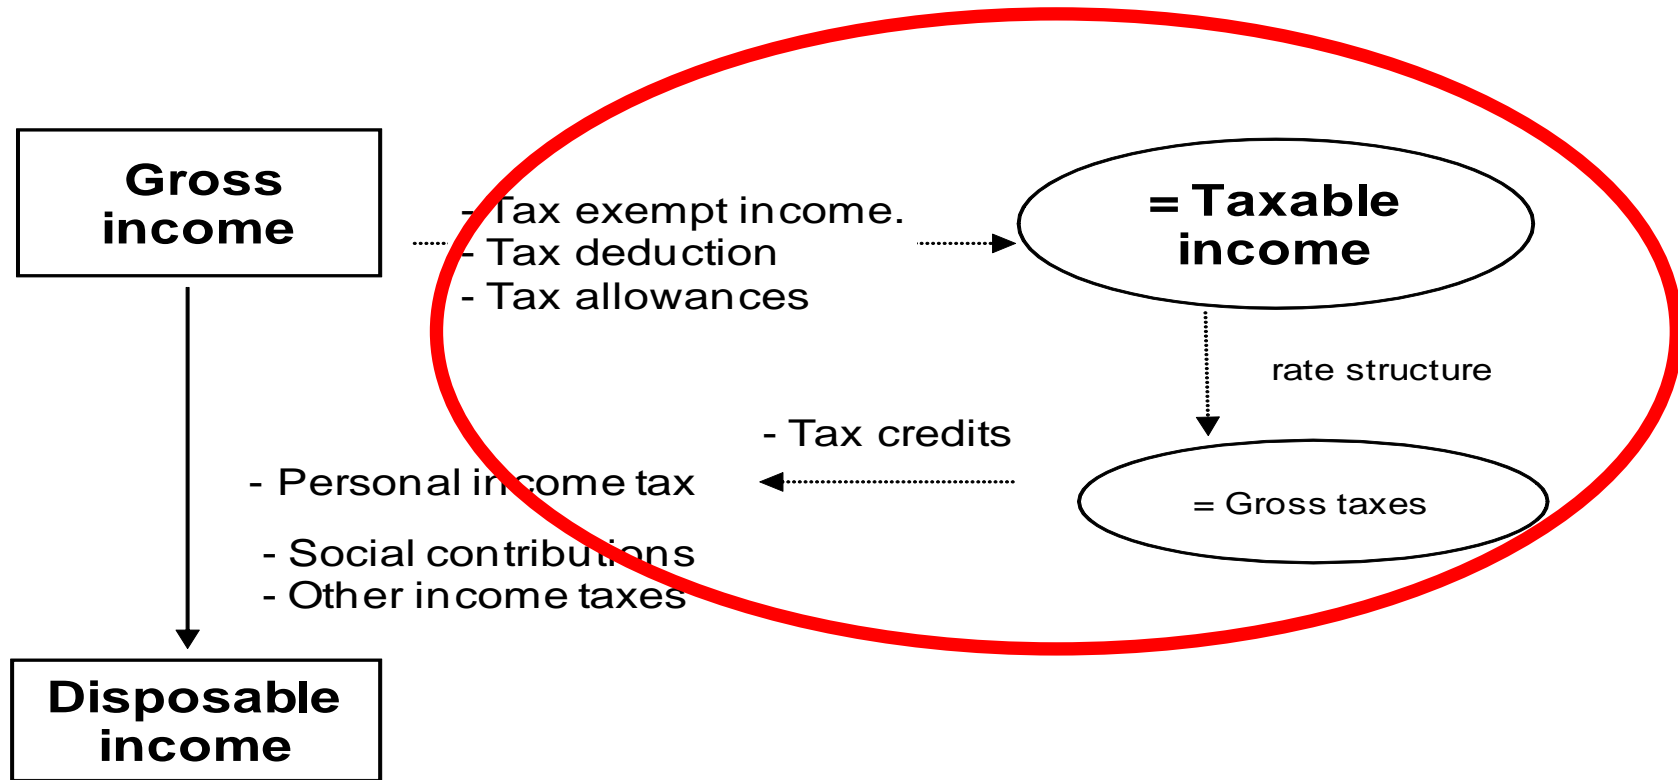 Gross
income
- Tax exempt income.
- Tax deduction
- Tax allowances
= Taxable
income
rate structure
- Tax credits
= Gross taxes
- Personal income tax
- Social contributions
- Other income taxes
Disposable
income